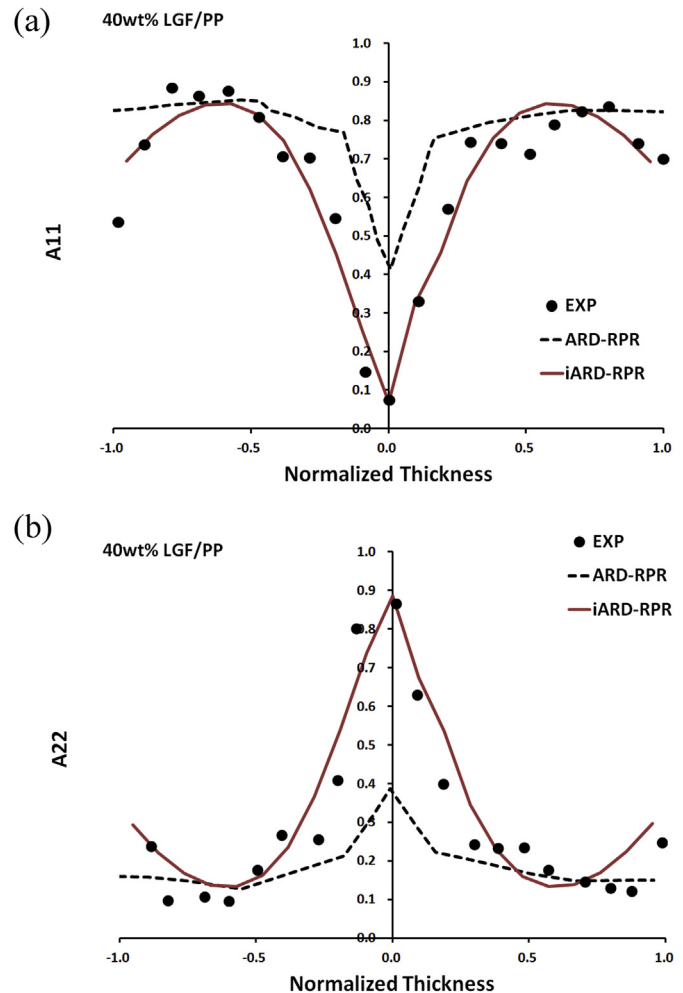 (a)
40wt% LGF/PP
1.0
0.9
0.8
0.7
0.6
0.5
0.4
0.3
0.2
0.1
0.0
A11
EXP
ARD-RPR
iARD-RPR
-1.0 -0.5 0.0 0.5 1.0
Normalized Thickness
(b)
40wt% LGF/PP
EXP
ARD-RPR
iARD-RPR
1.0
0.9
0.8
0.7
0.6
0.5
0.4
0.3
0.2
0.1
0.0
A22
-1.0 -0.5 0.0 0.5 1.0
Normalized Thickness